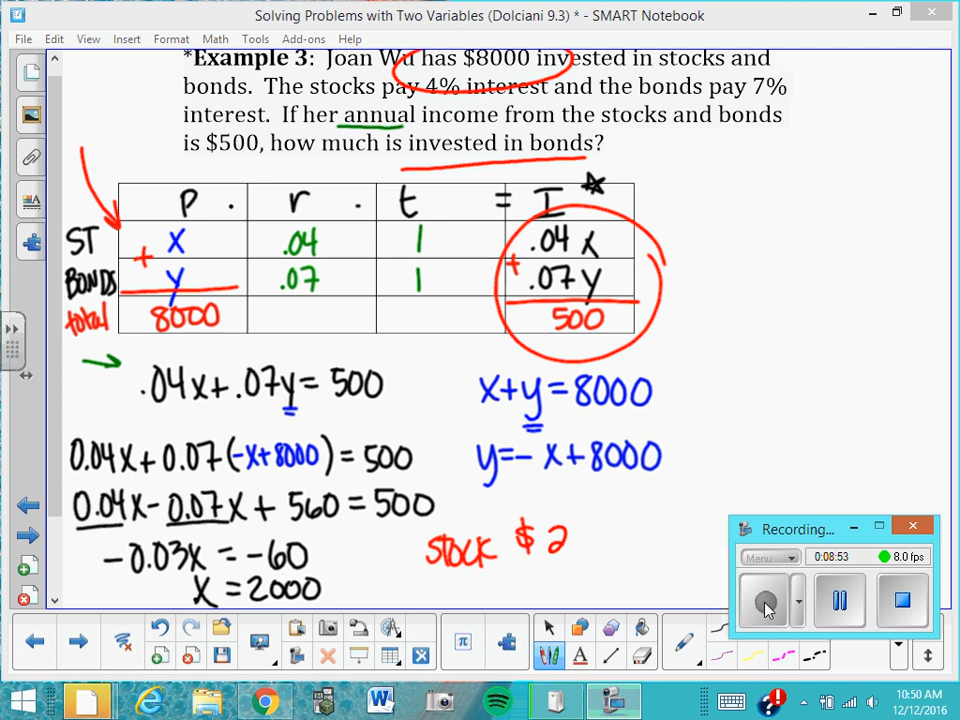 Solving Problems with Two Variables (Dolciani 9.3) * - SMART Notebook
File Edit View Insert Format Math Tools Add-ons Help
*Example 3: Joan Wu has $8000 invested in stocks and
bonds. The stocks pay 4% interest and the bonds pay 7%
interest. If her annual income from the stocks and bonds
is $500, how much is invested in bonds?
P . r . t = I
ST x .04 1 .04x
+ +
BONDS y .07 1 .07y
total 8000 500
.04x+.07y=500 x+y=8000
0.04x+0.07(-x+8000)=500 y=-x+8000
0.04x-0.07x+560=500
-0.03x=-60 stock $2
x=2000
Recording...
Menu 0:08:53 8.0 fps
π
A
W
10:50 AM
12/12/2016